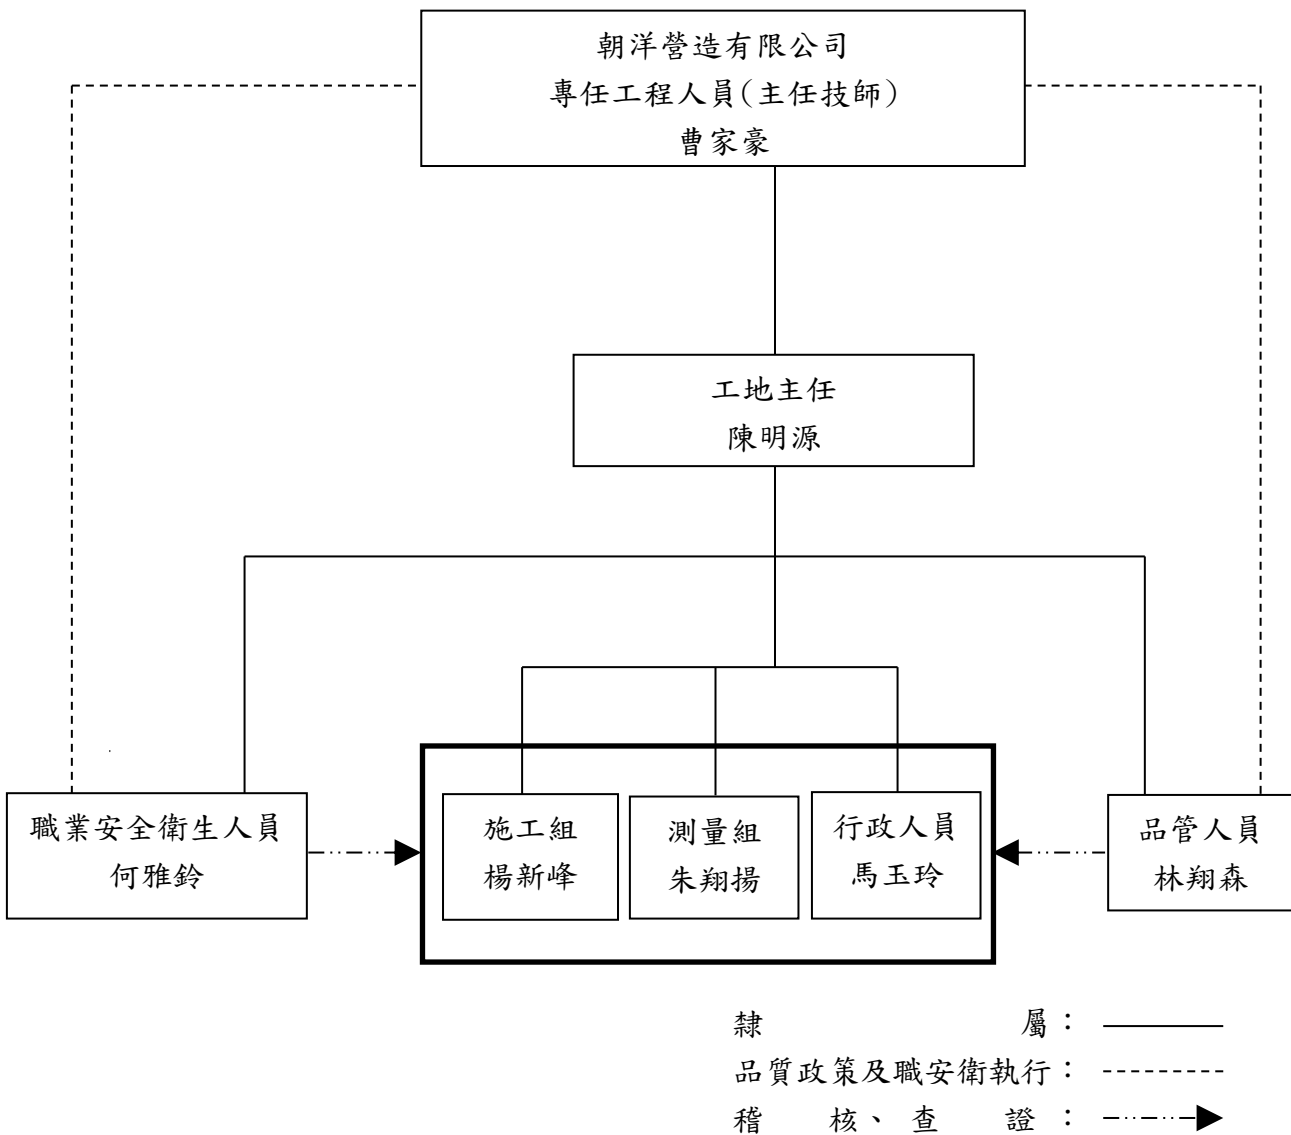 朝洋營造有限公司
專任工程人員(主任技師)
曹家豪
工地主任
陳明源
職業安全衛生人員
何雅鈴
施工組
楊新峰
測量組
朱翔揚
行政人員
馬玉玲
品管人員
林翔森
隸屬：
品質政策及職安衛執行：
稽核、查證：